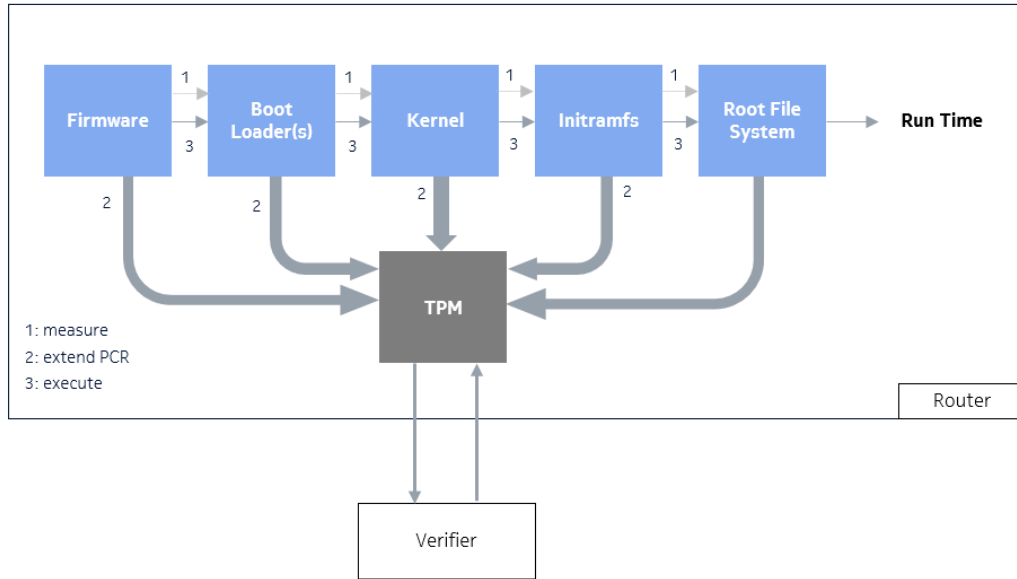 1
1
1
1
Firmware
Boot
Loader(s)
Kernel
Initramfs
Root File
System
Run Time
3
3
3
3
2
2
2
2
TPM
1: measure
2: extend PCR
3: execute
Router
Verifier